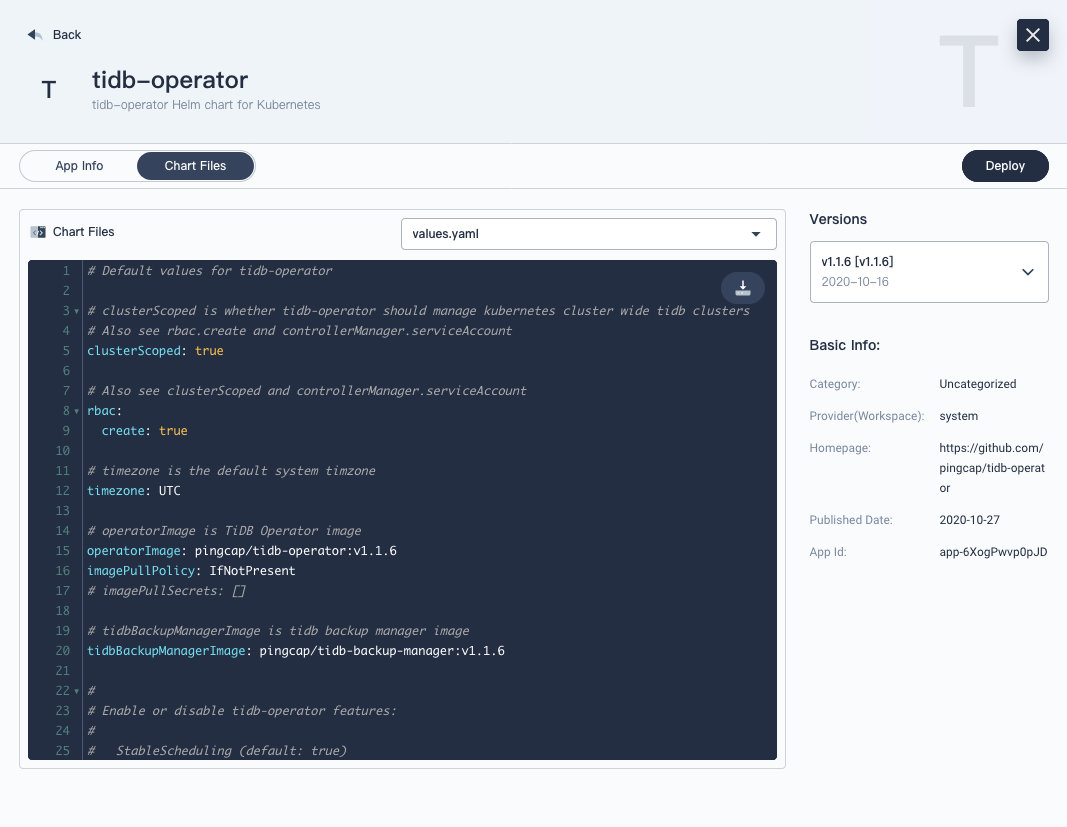 Back
T
tidb-operator
tidb-operator Helm chart for Kubernetes
T
App Info
Chart Files
Deploy
Chart Files
values.yaml
1 # Default values for tidb-operator
2
3 # clusterScoped is whether tidb-operator should manage kubernetes cluster wide tidb clusters
4 # Also see rbac.create and controllerManager.serviceAccount
5 clusterScoped: true
6
7 # Also see clusterScoped and controllerManager.serviceAccount
8 rbac:
9   create: true
10
11 # timezone is the default system timzone
12 timezone: UTC
13
14 # operatorImage is TiDB Operator image
15 operatorImage: pingcap/tidb-operator:v1.1.6
16 imagePullPolicy: IfNotPresent
17 # imagePullSecrets: []
18
19 # tidbBackupManagerImage is tidb backup manager image
20 tidbBackupManagerImage: pingcap/tidb-backup-manager:v1.1.6
21
22 #
23 # Enable or disable tidb-operator features:
24 #
25 #   StableScheduling (default: true)
Versions
v1.1.6 [v1.1.6]
2020-10-16
Basic Info:
Category: Uncategorized
Provider(Workspace): system
Homepage: https://github.com/
pingcap/tidb-operat
or
Published Date: 2020-10-27
App Id: app-6XogPwvp0pJD